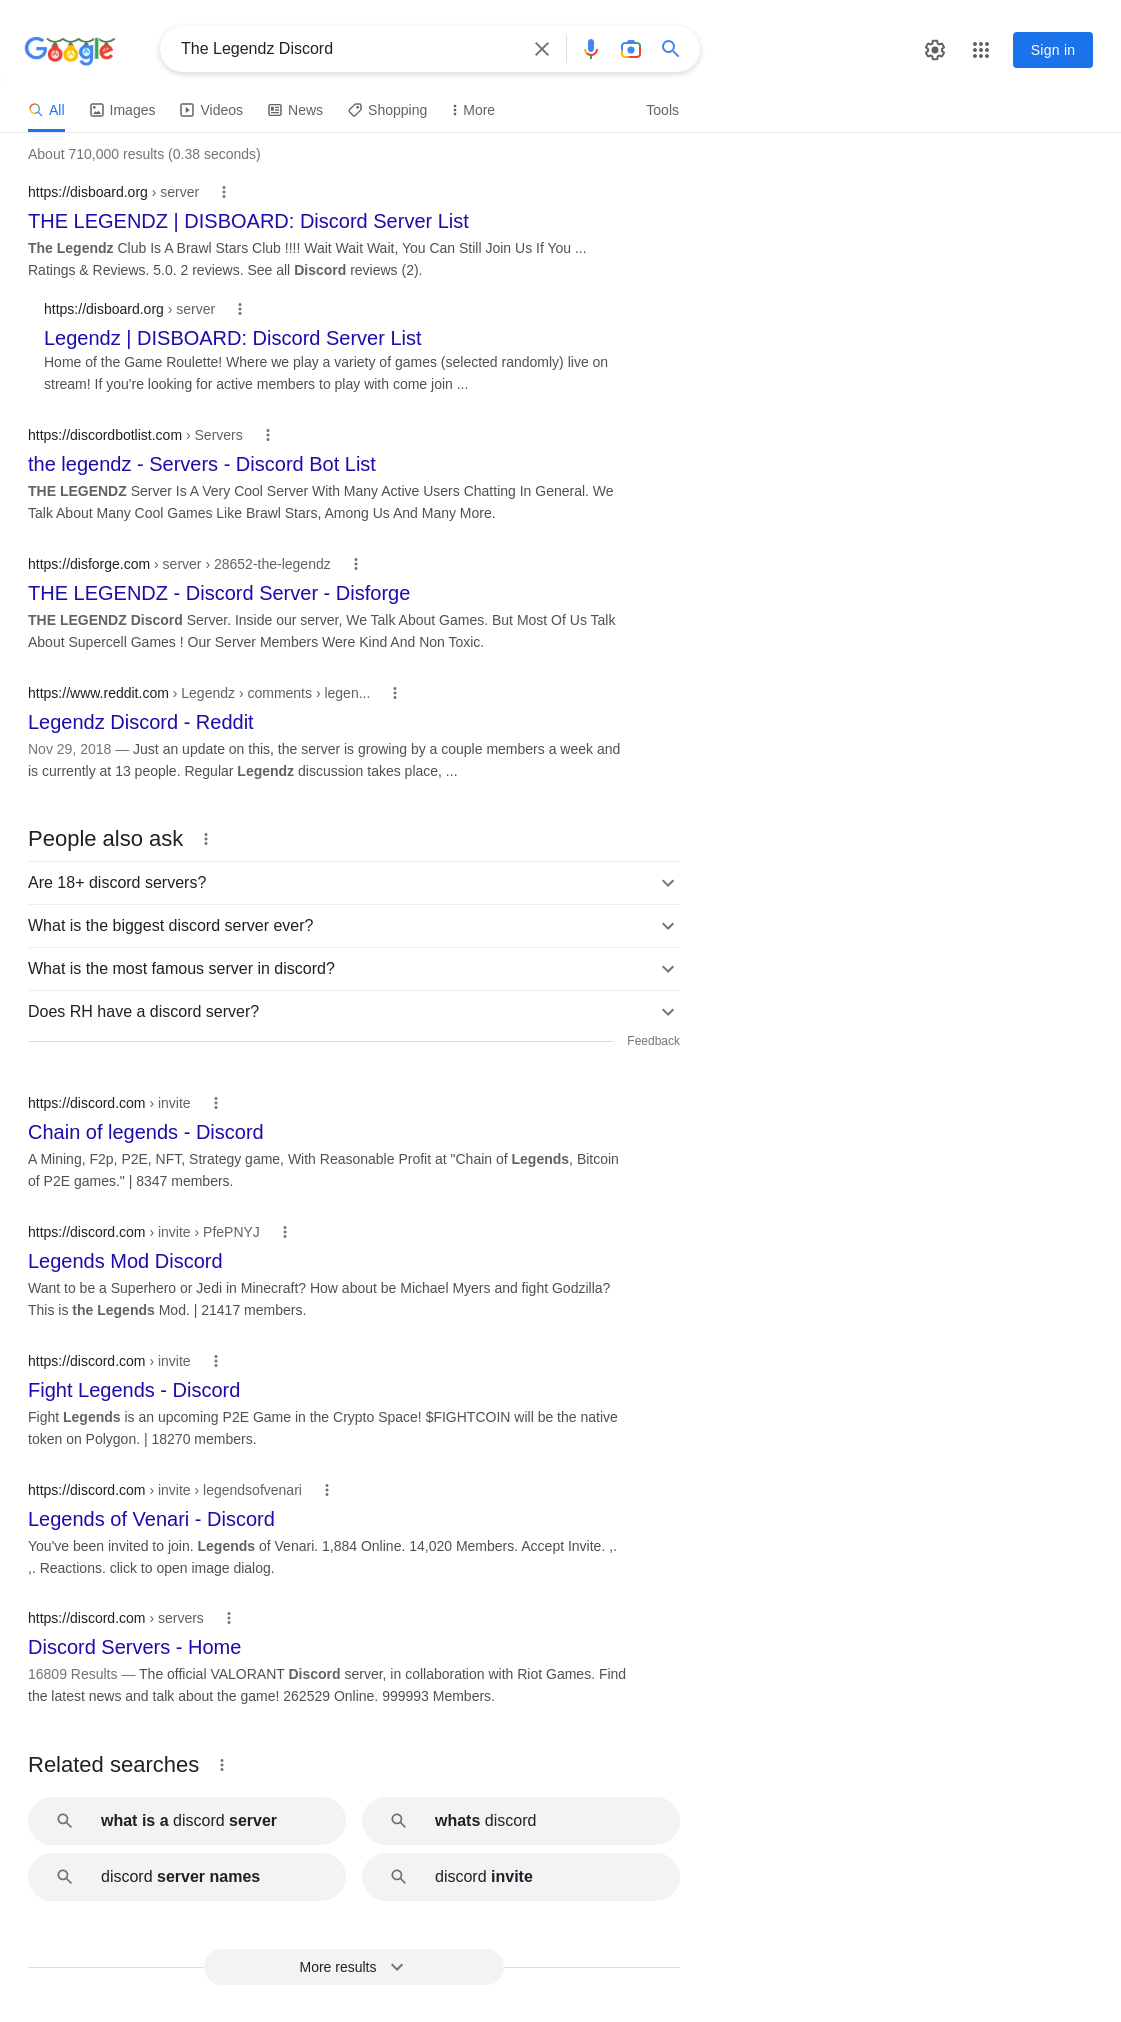 Google
The Legendz Discord
Sign in
All
Images
Videos
News
Shopping
More
Tools
About 710,000 results (0.38 seconds)
https://disboard.org › server
THE LEGENDZ | DISBOARD: Discord Server List
The Legendz Club Is A Brawl Stars Club !!!! Wait Wait Wait, You Can Still Join Us If You ...
Ratings & Reviews. 5.0. 2 reviews. See all Discord reviews (2).
https://disboard.org › server
Legendz | DISBOARD: Discord Server List
Home of the Game Roulette! Where we play a variety of games (selected randomly) live on
stream! If you're looking for active members to play with come join ...
https://discordbotlist.com › Servers
the legendz - Servers - Discord Bot List
THE LEGENDZ Server Is A Very Cool Server With Many Active Users Chatting In General. We
Talk About Many Cool Games Like Brawl Stars, Among Us And Many More.
https://disforge.com › server › 28652-the-legendz
THE LEGENDZ - Discord Server - Disforge
THE LEGENDZ Discord Server. Inside our server, We Talk About Games. But Most Of Us Talk
About Supercell Games ! Our Server Members Were Kind And Non Toxic.
https://www.reddit.com › Legendz › comments › legen...
Legendz Discord - Reddit
Nov 29, 2018 — Just an update on this, the server is growing by a couple members a week and
is currently at 13 people. Regular Legendz discussion takes place, ...
People also ask
Are 18+ discord servers?
What is the biggest discord server ever?
What is the most famous server in discord?
Does RH have a discord server?
Feedback
https://discord.com › invite
Chain of legends - Discord
A Mining, F2p, P2E, NFT, Strategy game, With Reasonable Profit at "Chain of Legends, Bitcoin
of P2E games." | 8347 members.
https://discord.com › invite › PfePNYJ
Legends Mod Discord
Want to be a Superhero or Jedi in Minecraft? How about be Michael Myers and fight Godzilla?
This is the Legends Mod. | 21417 members.
https://discord.com › invite
Fight Legends - Discord
Fight Legends is an upcoming P2E Game in the Crypto Space! $FIGHTCOIN will be the native
token on Polygon. | 18270 members.
https://discord.com › invite › legendsofvenari
Legends of Venari - Discord
You've been invited to join. Legends of Venari. 1,884 Online. 14,020 Members. Accept Invite. ,.
,. Reactions. click to open image dialog.
https://discord.com › servers
Discord Servers - Home
16809 Results — The official VALORANT Discord server, in collaboration with Riot Games. Find
the latest news and talk about the game! 262529 Online. 999993 Members.
Related searches
what is a discord server
whats discord
discord server names
discord invite
More results